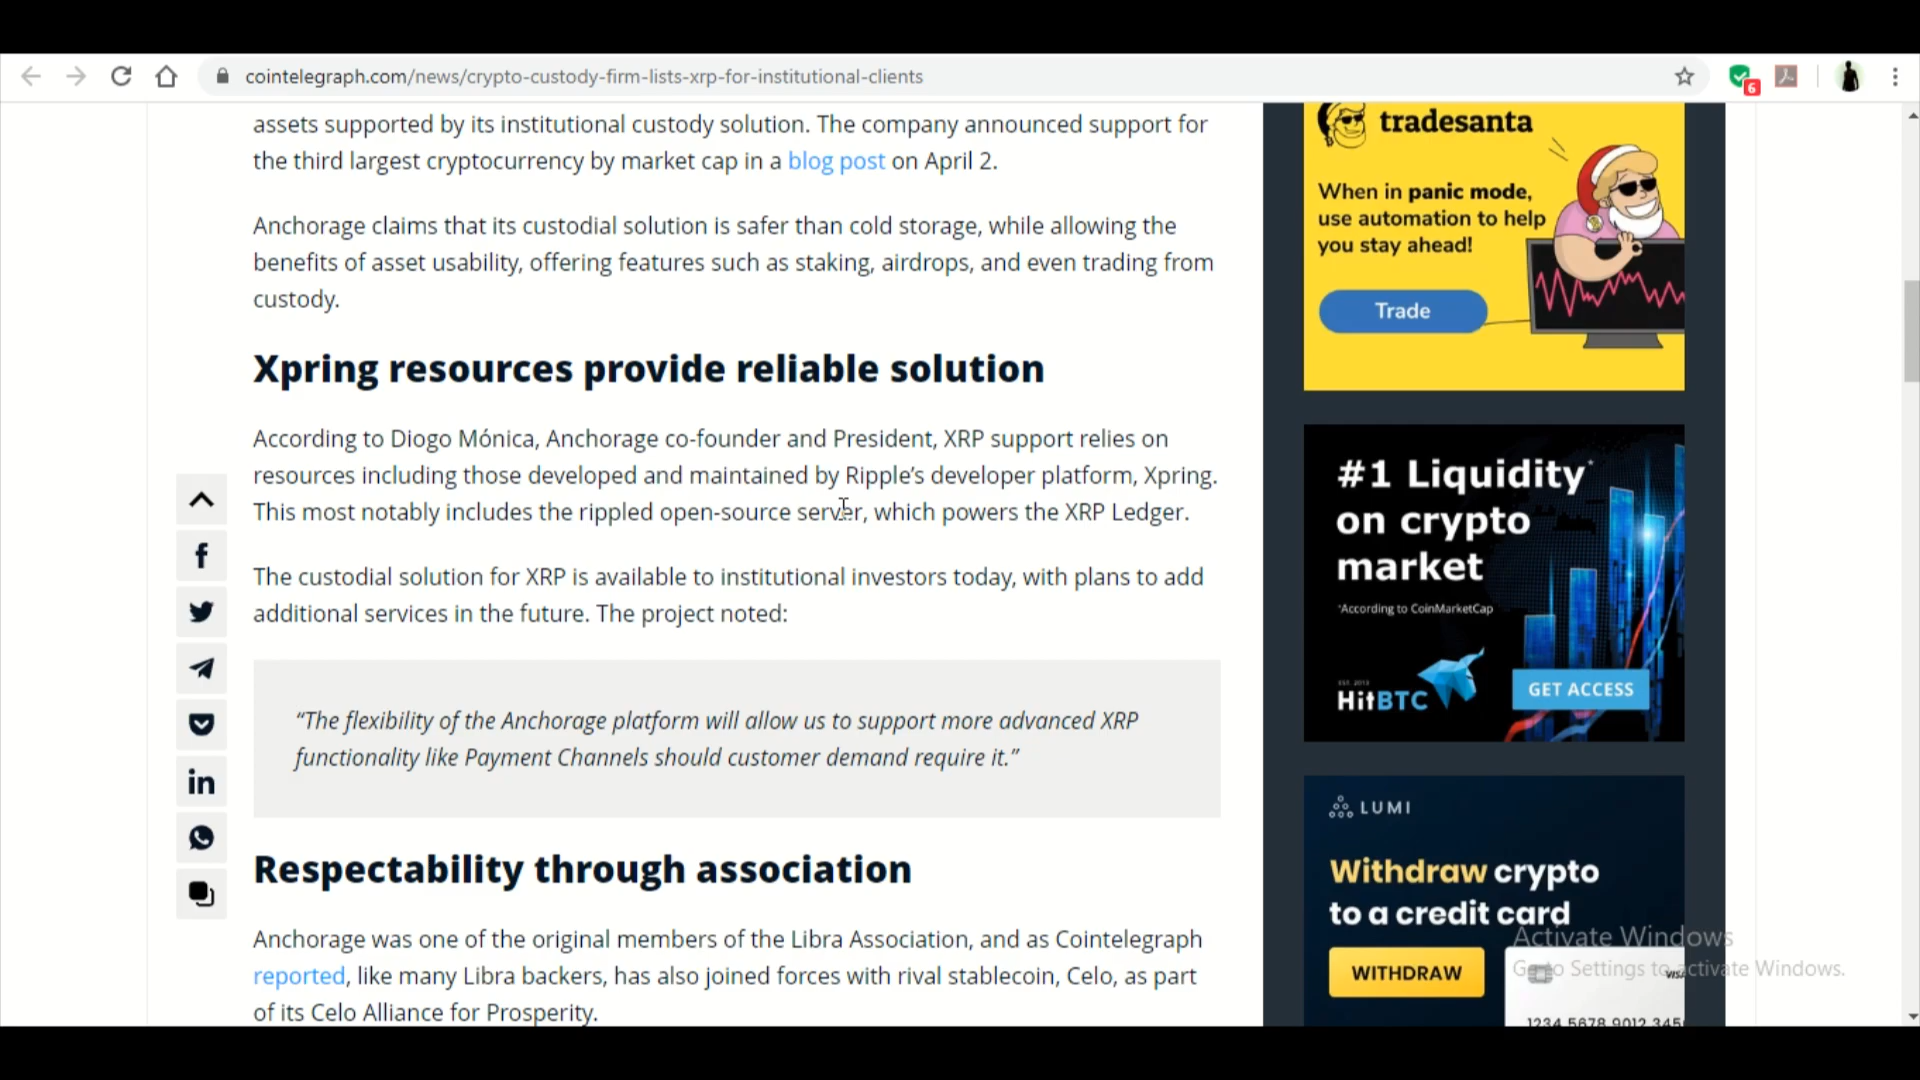 cointelegraph.com/news/crypto-custody-firm-lists-xrp-for-institutional-clients
6
assets supported by its institutional custody solution. The company announced support for
the third largest cryptocurrency by market cap in a blog post on April 2.
Anchorage claims that its custodial solution is safer than cold storage, while allowing the
benefits of asset usability, offering features such as staking, airdrops, and even trading from
custody.
Xpring resources provide reliable solution
According to Diogo Mónica, Anchorage co-founder and President, XRP support relies on
resources including those developed and maintained by Ripple’s developer platform, Xpring.
This most notably includes the rippled open-source server, which powers the XRP Ledger.
The custodial solution for XRP is available to institutional investors today, with plans to add
additional services in the future. The project noted:
“The flexibility of the Anchorage platform will allow us to support more advanced XRP
functionality like Payment Channels should customer demand require it.”
Respectability through association
Anchorage was one of the original members of the Libra Association, and as Cointelegraph
reported, like many Libra backers, has also joined forces with rival stablecoin, Celo, as part
of its Celo Alliance for Prosperity.
tradesanta
When in panic mode,
use automation to help
you stay ahead!
Trade
#1 Liquidity*
on crypto
market
*According to CoinMarketCap
EST. 2013
HitBTC
GET ACCESS
LUMI
Withdraw crypto
to a credit card
WITHDRAW
VISA
1234 5678 9012 345
Activate Windows
Go to Settings to activate Windows.